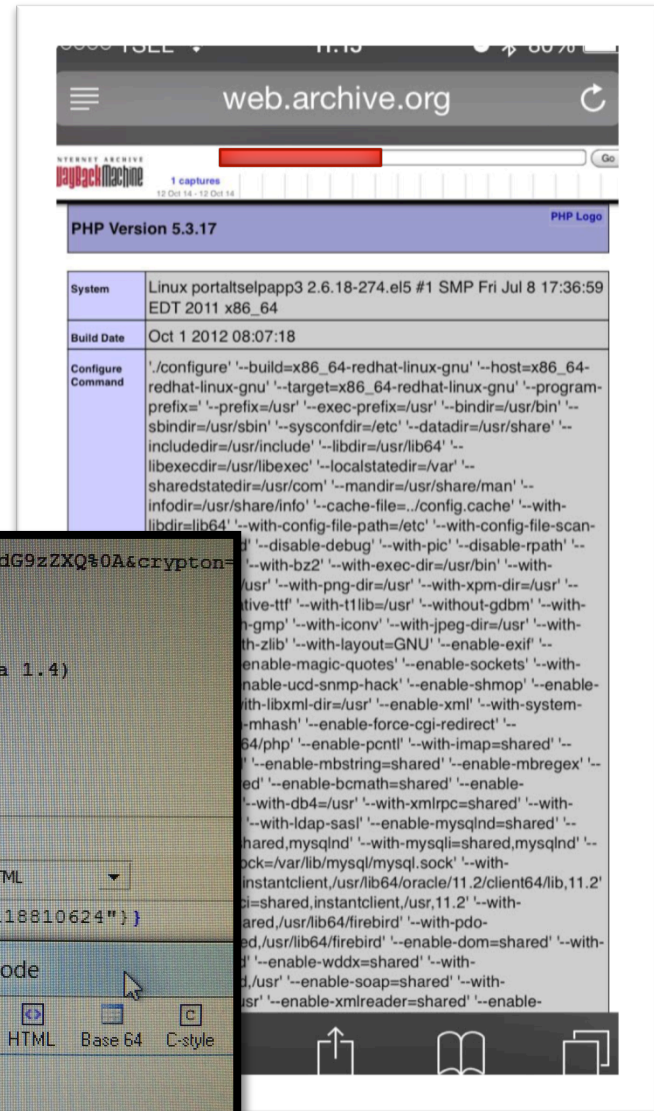 TSEL
11:15
80%
web.archive.org
INTERNET ARCHIVE
WayBackMachine
1 captures
12 Oct 14 - 12 Oct 14
Go
PHP Version 5.3.17
PHP Logo
System
Linux portaltselpapp3 2.6.18-274.el5 #1 SMP Fri Jul 8 17:36:59
EDT 2011 x86_64
Build Date
Oct 1 2012 08:07:18
Configure
Command
'./configure' '--build=x86_64-redhat-linux-gnu' '--host=x86_64-
redhat-linux-gnu' '--target=x86_64-redhat-linux-gnu' '--program-
prefix=' '--prefix=/usr' '--exec-prefix=/usr' '--bindir=/usr/bin' '--
sbindir=/usr/sbin' '--sysconfdir=/etc' '--datadir=/usr/share' '--
includedir=/usr/include' '--libdir=/usr/lib64' '--
libexecdir=/usr/libexec' '--localstatedir=/var' '--
sharedstatedir=/usr/com' '--mandir=/usr/share/man' '--
infodir=/usr/share/info' '--cache-file=../config.cache' '--with-
libdir=lib64' '--with-config-file-path=/etc' '--with-config-file-scan-
d' '--disable-debug' '--with-pic' '--disable-rpath' '--
'--with-bz2' '--with-exec-dir=/usr/bin' '--with-
/usr' '--with-png-dir=/usr' '--with-xpm-dir=/usr' '--
tive-ttf' '--with-t1lib=/usr' '--without-gdbm' '--with-
h-gmp' '--with-iconv' '--with-jpeg-dir=/usr' '--with-
th-zlib' '--with-layout=GNU' '--enable-exif' '--
enable-magic-quotes' '--enable-sockets' '--with-
nable-ucd-snmp-hack' '--enable-shmop' '--enable-
ith-libxml-dir=/usr' '--enable-xml' '--with-system-
-mhash' '--enable-force-cgi-redirect' '--
64/php' '--enable-pcntl' '--with-imap=shared' '--
' '--enable-mbstring=shared' '--enable-mbregex' '--
ed' '--enable-bcmath=shared' '--enable-
'--with-db4=/usr' '--with-xmlrpc=shared' '--with-
'--with-ldap-sasl' '--enable-mysqlnd=shared' '--
hared,mysqlnd' '--with-mysqli=shared,mysqlnd' '--
ock=/var/lib/mysql/mysql.sock' '--with-
instantclient,/usr/lib64/oracle/11.2/client64/lib,11.2'
ci=shared,instantclient,/usr,11.2' '--with-
ared,/usr/lib64/firebird' '--with-pdo-
ed,/usr/lib64/firebird' '--enable-dom=shared' '--with-
d' '--enable-wddx=shared' '--with-
d,/usr' '--enable-soap=shared' '--with-
usr' '--enable-xmlreader=shared' '--enable-
dG9zZXQ%0A&crypton=
a 1.4)
TML
118810624"}}
ode
HTML
Base 64
C-style